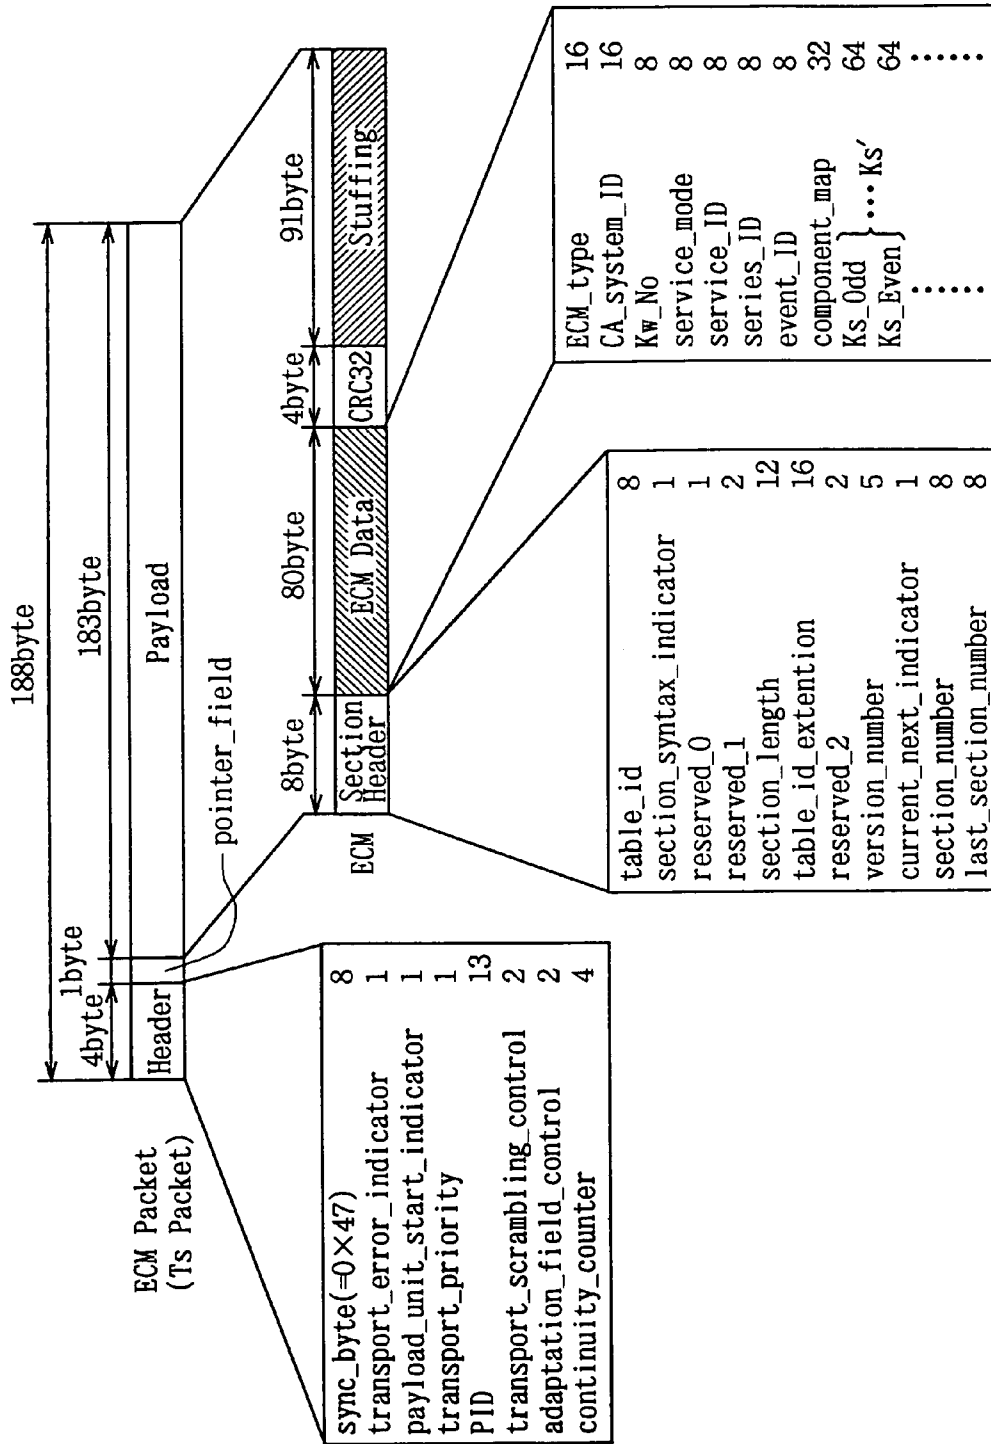 188byte
4byte
1byte
183byte
ECM Packet
(Ts Packet)
Header
Payload
pointer_field
8byte
80byte
4byte
91byte
ECM
Section
Header
ECM Data
CRC32
Stuffing
sync_byte(=0×47) 8
transport_error_indicator 1
payload_unit_start_indicator 1
transport_priority 1
PID 13
transport_scrambling_control 2
adaptation_field_control 2
continuity_counter 4
table_id 8
section_syntax_indicator 1
reserved_0 1
reserved_1 2
section_length 12
table_id_extention 16
reserved_2 2
version_number 5
current_next_indicator 1
section_number 8
last_section_number 8
ECM_type 16
CA_system_ID 16
Kw_No 8
service_mode 8
service_ID 8
series_ID 8
event_ID 8
component_map 32
Ks_Odd 64
Ks_Even 64
}••• Ks′
•••••• ••••••